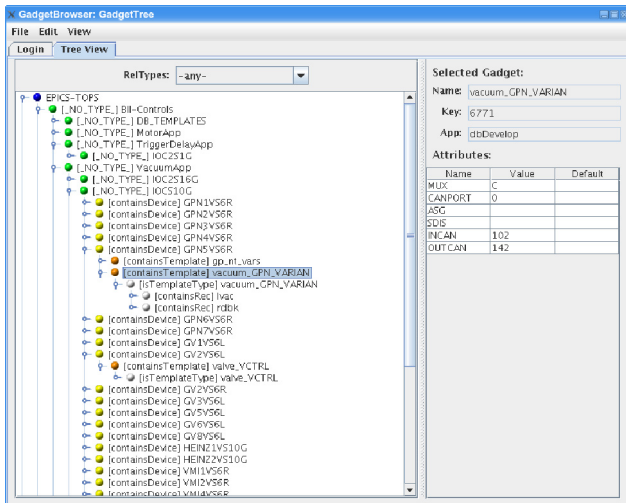 GadgetBrowser: GadgetTree
File Edit View
Login Tree View
RelTypes: -any-
EPICS-TOPS
[_NO_TYPE_] BII-Controls
[_NO_TYPE_] DB_TEMPLATES
[_NO_TYPE_] MotorApp
[_NO_TYPE_] TriggerDelayApp
[_NO_TYPE_] IOC2S1G
[_NO_TYPE_] VacuumApp
[_NO_TYPE_] IOC2S16G
[_NO_TYPE_] IOCS10G
[containsDevice] GPN1VS6R
[containsDevice] GPN2VS6R
[containsDevice] GPN3VS6R
[containsDevice] GPN4VS6R
[containsDevice] GPN5VS6R
[containsTemplate] gp_nt_vars
[containsTemplate] vacuum_GPN_VARIAN
[isTemplateType] vacuum_GPN_VARIAN
[containsRec] ivac
[containsRec] rdbk
[containsDevice] GPN6VS6R
[containsDevice] GPN7VS6R
[containsDevice] GV1VS6L
[containsDevice] GV2VS6L
[containsTemplate] valve_VCTRL
[isTemplateType] valve_VCTRL
[containsDevice] GV2VS6R
[containsDevice] GV3VS6L
[containsDevice] GV5VS6L
[containsDevice] GV6VS6L
[containsDevice] GV8VS6L
[containsDevice] HEINZ1VS10G
[containsDevice] HEINZ2VS10G
[containsDevice] VMI1VS6R
[containsDevice] VMI2VS6R
[containsDevice] VMI4VS6R
Selected Gadget:
Name: vacuum_GPN_VARIAN
Key: 6771
App: dbDevelop
Attributes:
Name Value Default
MUX C
CANPORT 0
ASG
SDIS
INCAN 102
OUTCAN 142